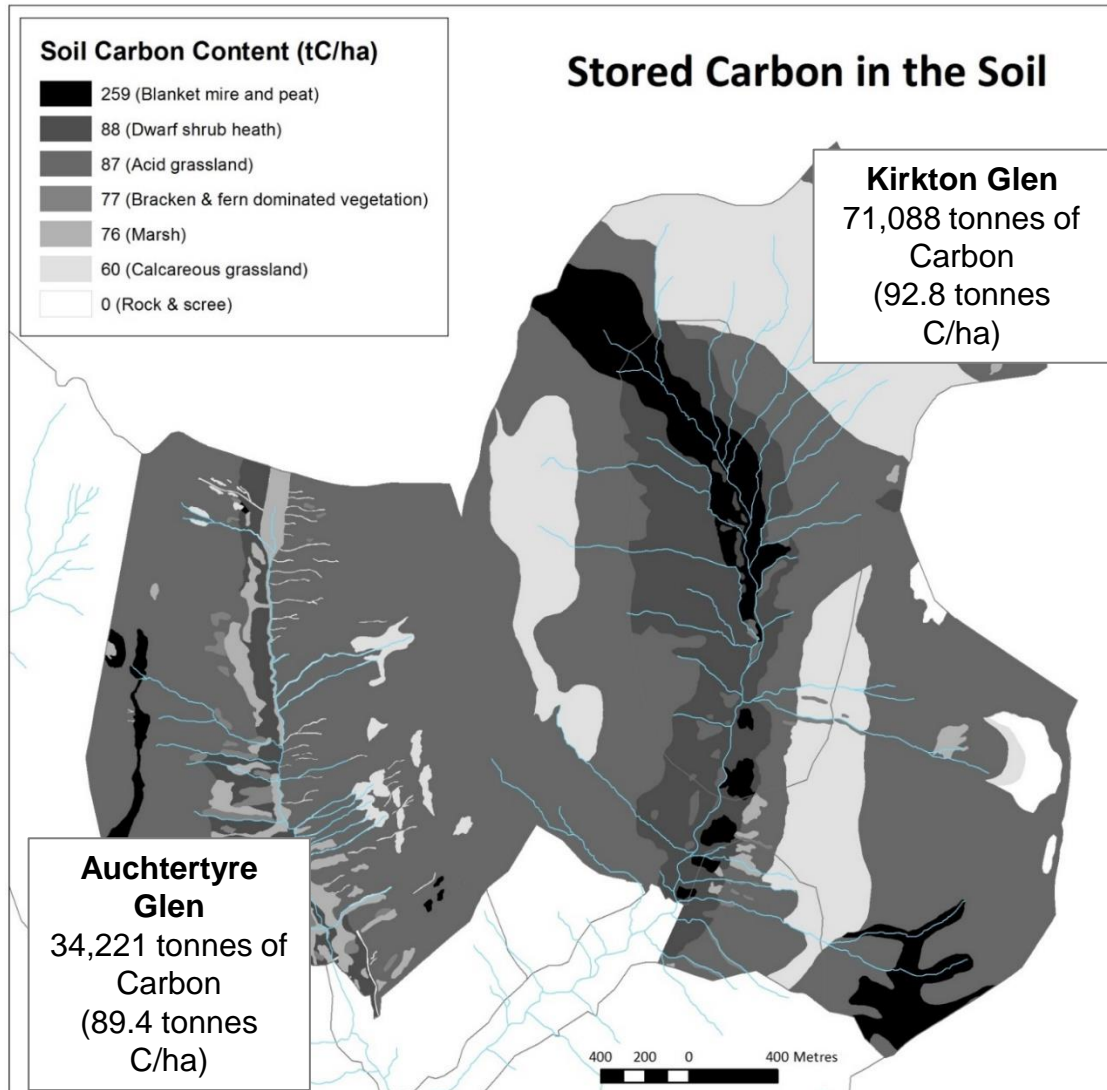 Soil Carbon Content (tC/ha)
259 (Blanket mire and peat)
88 (Dwarf shrub heath)
87 (Acid grassland)
77 (Bracken & fern dominated vegetation)
76 (Marsh)
60 (Calcareous grassland)
0 (Rock & scree)
Stored Carbon in the Soil
Kirkton Glen
71,088 tonnes of
Carbon
(92.8 tonnes
C/ha)
Auchtertyre
Glen
34,221 tonnes of
Carbon
(89.4 tonnes
C/ha)
400 200 0 400 Metres